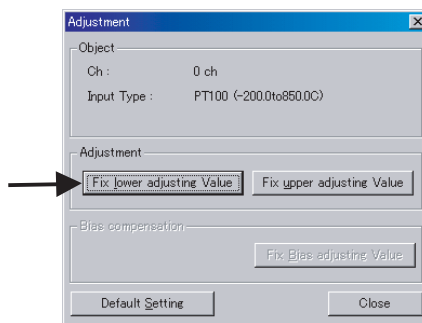 Adjustment
Object
Ch : 0 ch
Input Type : PT100 (-200.0to850.0C)
Adjustment
Fix lower adjusting Value Fix upper adjusting Value
Bias compensation
Fix Bias adjusting Value
Default Setting Close